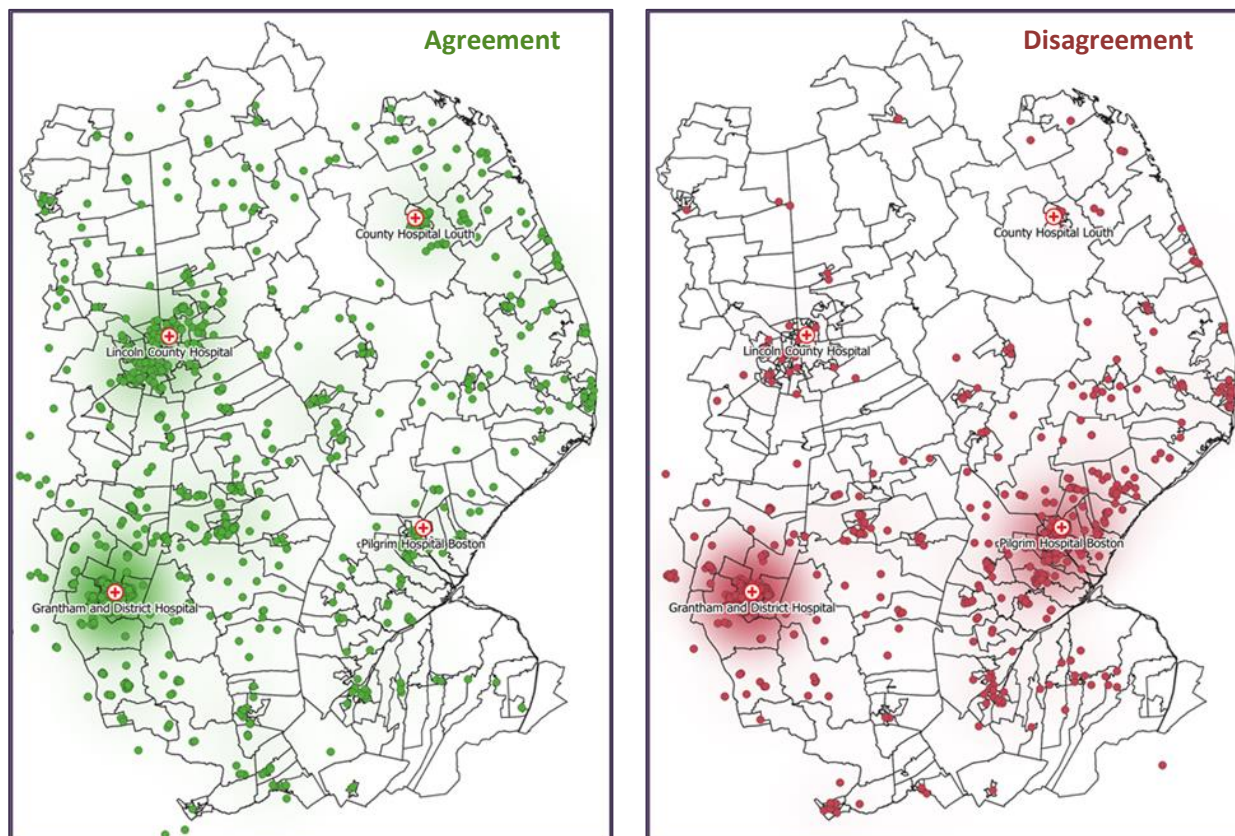 Agreement
County Hospital Louth
Lincoln County Hospital
Pilgrim Hospital Boston
Grantham and District Hospital
Disagreement
County Hospital Louth
Lincoln County Hospital
Pilgrim Hospital Boston
Grantham and District Hospital